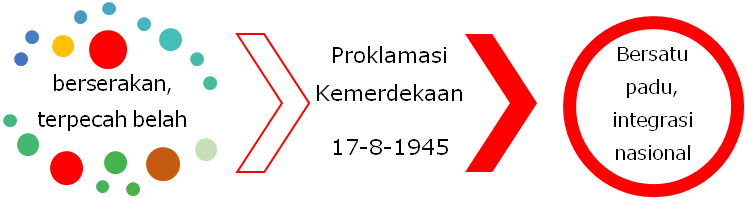 berserakan,
terpecah belah
Proklamasi
Kemerdekaan
17-8-1945
Bersatu
padu,
integrasi
nasional